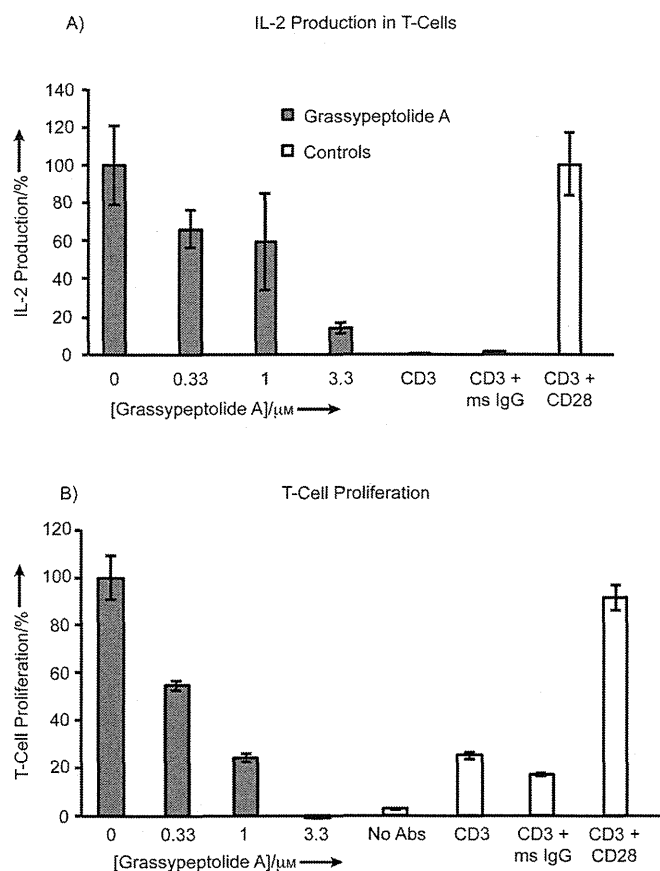 A) IL-2 Production in T-Cells
IL-2 Production/%
140
120
100
80
60
40
20
0
Grassypeptolide A
Controls
0 0.33 1 3.3 CD3 CD3 + CD3 +
ms IgG CD28
[Grassypeptolide A]/μM
B) T-Cell Proliferation
T-Cell Proliferation/%
120
100
80
60
40
20
0
0 0.33 1 3.3 No Abs CD3 CD3 + CD3 +
ms IgG CD28
[Grassypeptolide A]/μM